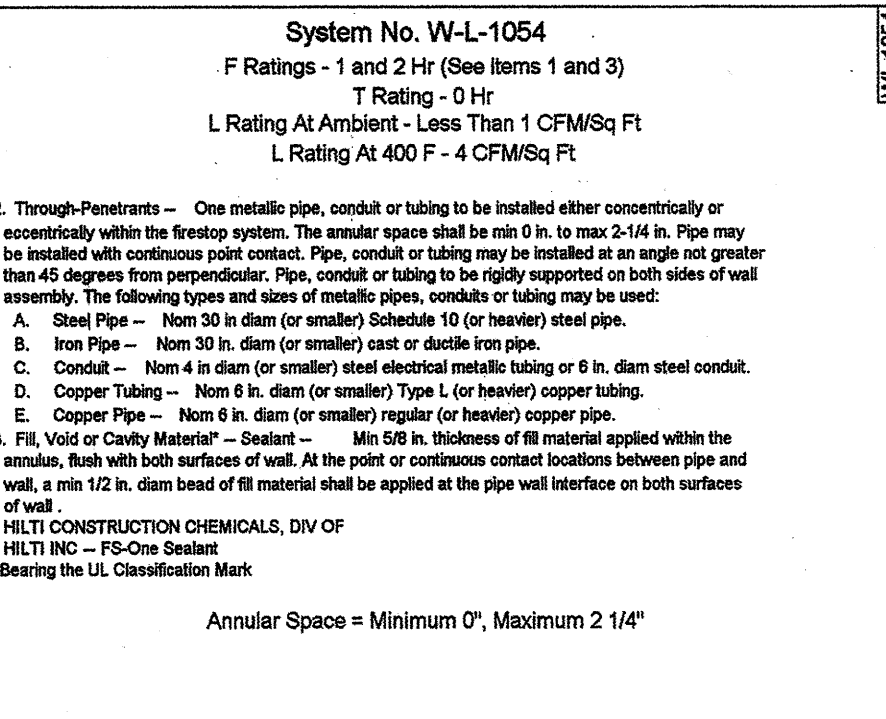 System No. W-L-1054
F Ratings - 1 and 2 Hr (See Items 1 and 3)
T Rating - 0 Hr
L Rating At Ambient - Less Than 1 CFM/Sq Ft
L Rating At 400 F - 4 CFM/Sq Ft
. Through-Penetrants -- One metallic pipe, conduit or tubing to be installed either concentrically or
eccentrically within the firestop system. The annular space shall be min 0 in. to max 2-1/4 in. Pipe may
be installed with continuous point contact. Pipe, conduit or tubing may be installed at an angle not greater
than 45 degrees from perpendicular. Pipe, conduit or tubing to be rigidly supported on both sides of wall
assembly. The following types and sizes of metallic pipes, conduits or tubing may be used:
A. Steel Pipe -- Nom 30 in diam (or smaller) Schedule 10 (or heavier) steel pipe.
B. Iron Pipe -- Nom 30 in. diam (or smaller) cast or ductile iron pipe.
C. Conduit -- Nom 4 in diam (or smaller) steel electrical metallic tubing or 6 in. diam steel conduit.
D. Copper Tubing -- Nom 6 in. diam (or smaller) Type L (or heavier) copper tubing.
E. Copper Pipe -- Nom 6 in. diam (or smaller) regular (or heavier) copper pipe.
. Fill, Void or Cavity Material* -- Sealant -- Min 5/8 in. thickness of fill material applied within the
annulus, flush with both surfaces of wall. At the point or continuous contact locations between pipe and
wall, a min 1/2 in. diam bead of fill material shall be applied at the pipe wall interface on both surfaces
of wall .
HILTI CONSTRUCTION CHEMICALS, DIV OF
HILTI INC -- FS-One Sealant
Bearing the UL Classification Mark
Annular Space = Minimum 0", Maximum 2 1/4"